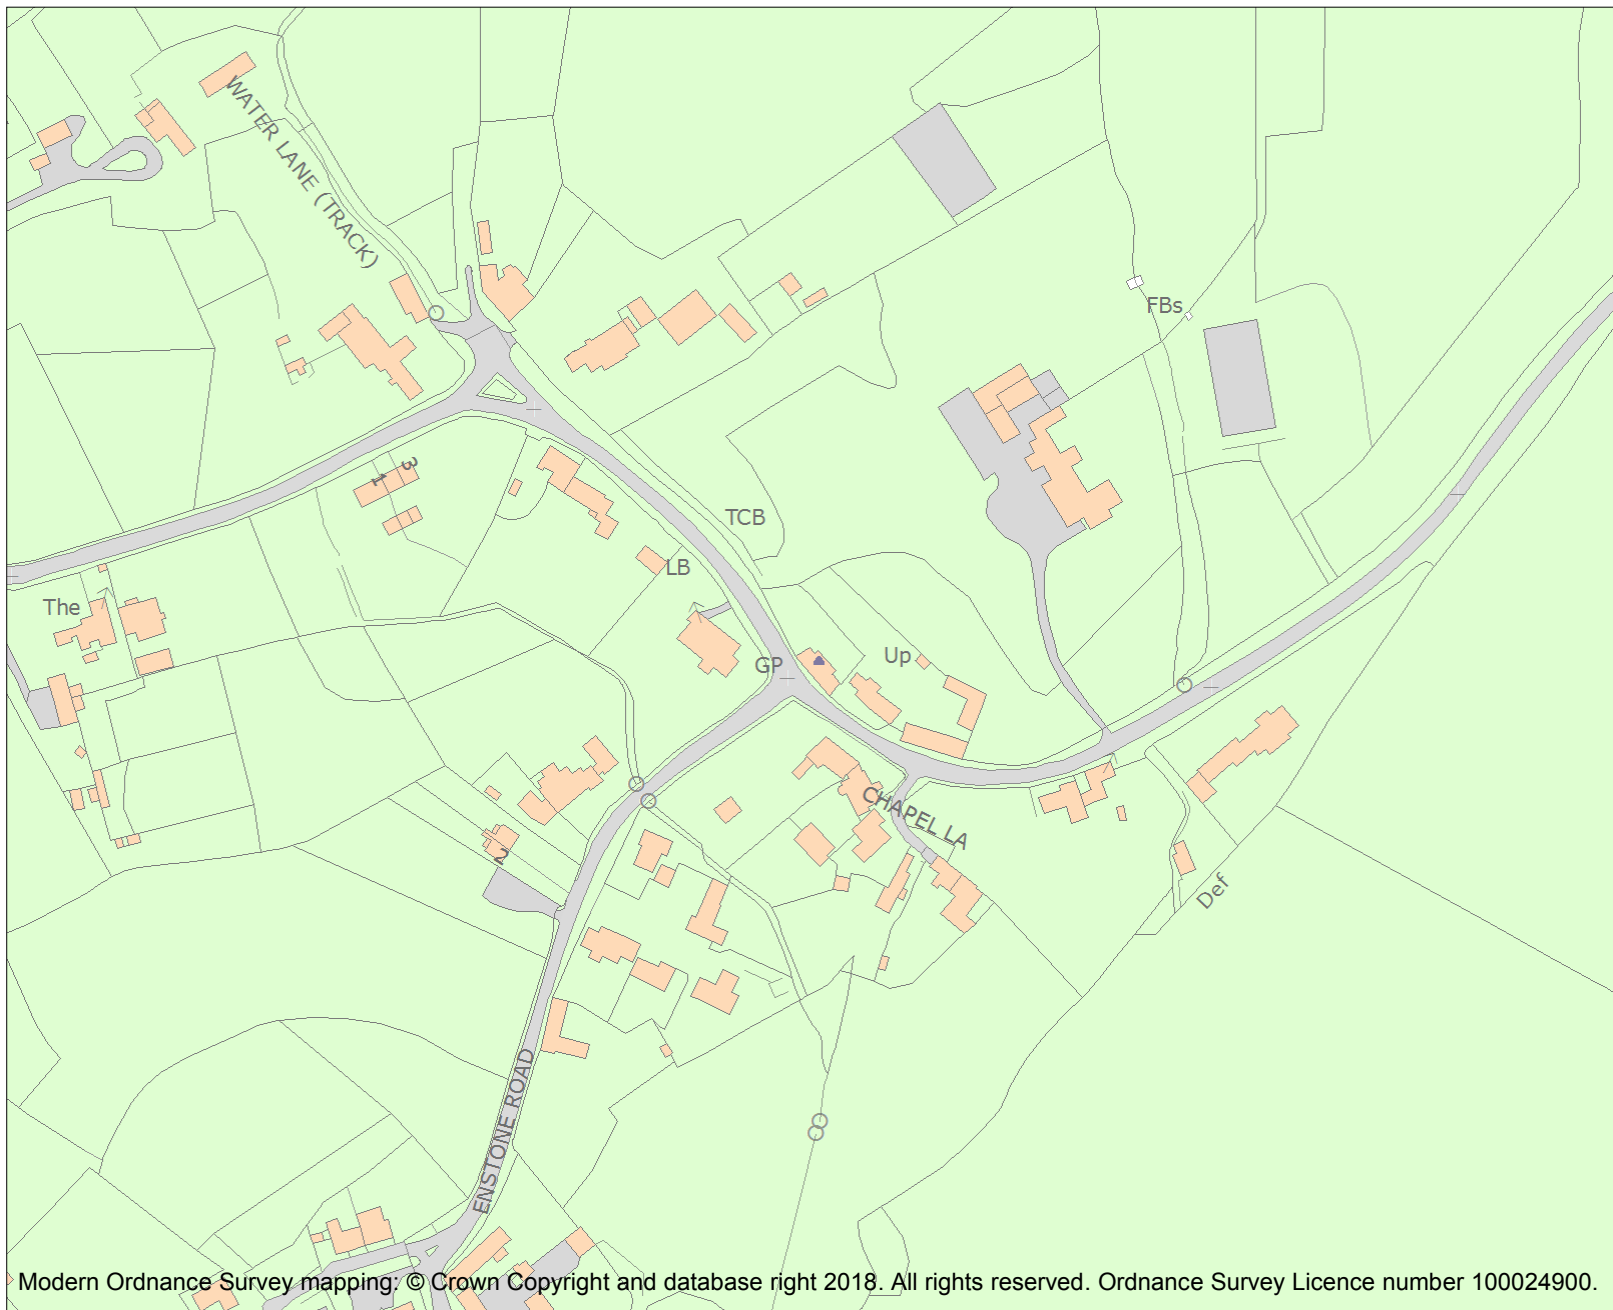 WATER LANE (TRACK)
FBs
3
1
TCB
LB
The
Up
GP
CHAPEL LA
2
Def
ENSTONE ROAD
Modern Ordnance Survey mapping: © Crown Copyright and database right 2018. All rights reserved. Ordnance Survey Licence number 100024900.